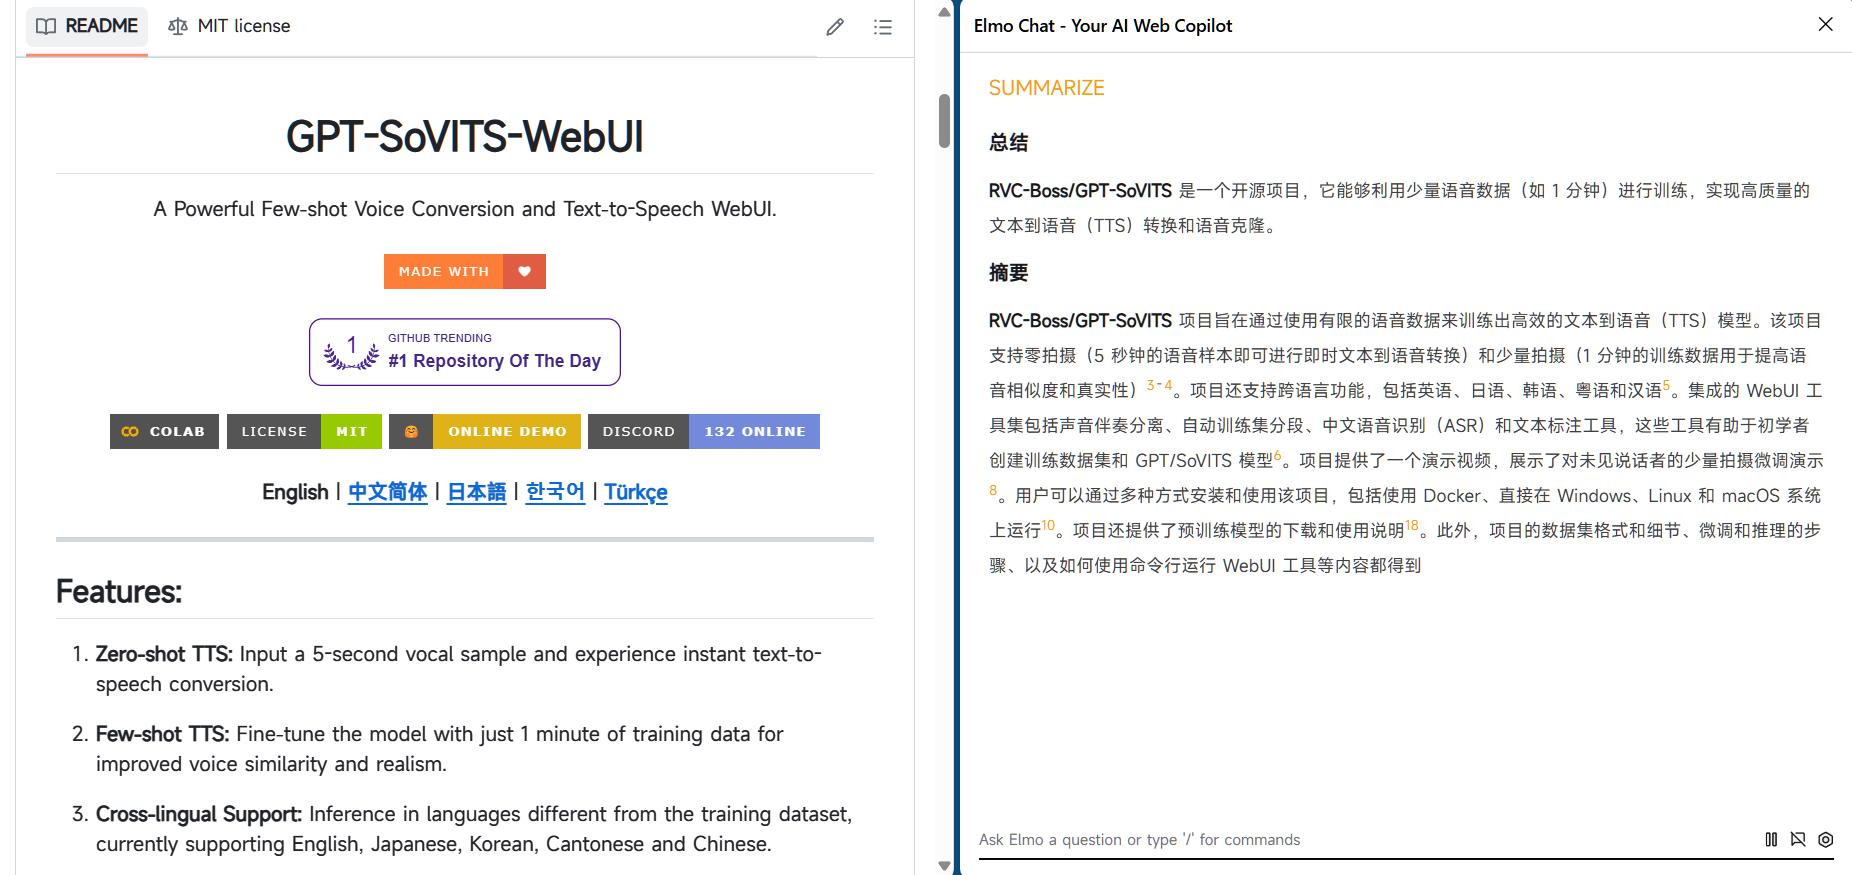 README
MIT license
GPT-SoVITS-WebUI
A Powerful Few-shot Voice Conversion and Text-to-Speech WebUI.
MADE WITH
1
GITHUB TRENDING
#1 Repository Of The Day
COLAB
LICENSE MIT
ONLINE DEMO
DISCORD 132 ONLINE
English | 中文简体 | 日本語 | 한국어 | Türkçe
Features:
1. Zero-shot TTS: Input a 5-second vocal sample and experience instant text-to-
speech conversion.
2. Few-shot TTS: Fine-tune the model with just 1 minute of training data for
improved voice similarity and realism.
3. Cross-lingual Support: Inference in languages different from the training dataset,
currently supporting English, Japanese, Korean, Cantonese and Chinese.
Elmo Chat - Your AI Web Copilot
SUMMARIZE
总结
RVC-Boss/GPT-SoVITS 是一个开源项目，它能够利用少量语音数据（如 1 分钟）进行训练，实现高质量的
文本到语音（TTS）转换和语音克隆。
摘要
RVC-Boss/GPT-SoVITS 项目旨在通过使用有限的语音数据来训练出高效的文本到语音（TTS）模型。该项目
支持零拍摄（5 秒钟的语音样本即可进行即时文本到语音转换）和少量拍摄（1 分钟的训练数据用于提高语
音相似度和真实性）3-4。项目还支持跨语言功能，包括英语、日语、韩语、粤语和汉语5。集成的 WebUI 工
具集包括声音伴奏分离、自动训练集分段、中文语音识别（ASR）和文本标注工具，这些工具有助于初学者
创建训练数据集和 GPT/SoVITS 模型6。项目提供了一个演示视频，展示了对未见说话者的少量拍摄微调演示
8。用户可以通过多种方式安装和使用该项目，包括使用 Docker、直接在 Windows、Linux 和 macOS 系统
上运行10。项目还提供了预训练模型的下载和使用说明18。此外，项目的数据集格式和细节、微调和推理的步
骤、以及如何使用命令行运行 WebUI 工具等内容都得到
Ask Elmo a question or type '/' for commands